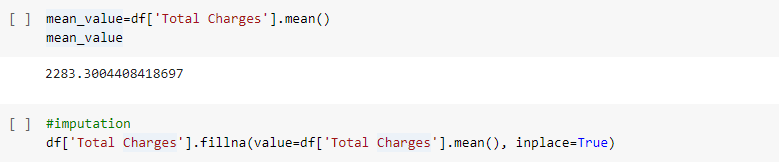 [ ] mean_value=df['Total Charges'].mean()
mean_value
2283.3004408418697
[ ] #imputation
df['Total Charges'].fillna(value=df['Total Charges'].mean(), inplace=True)